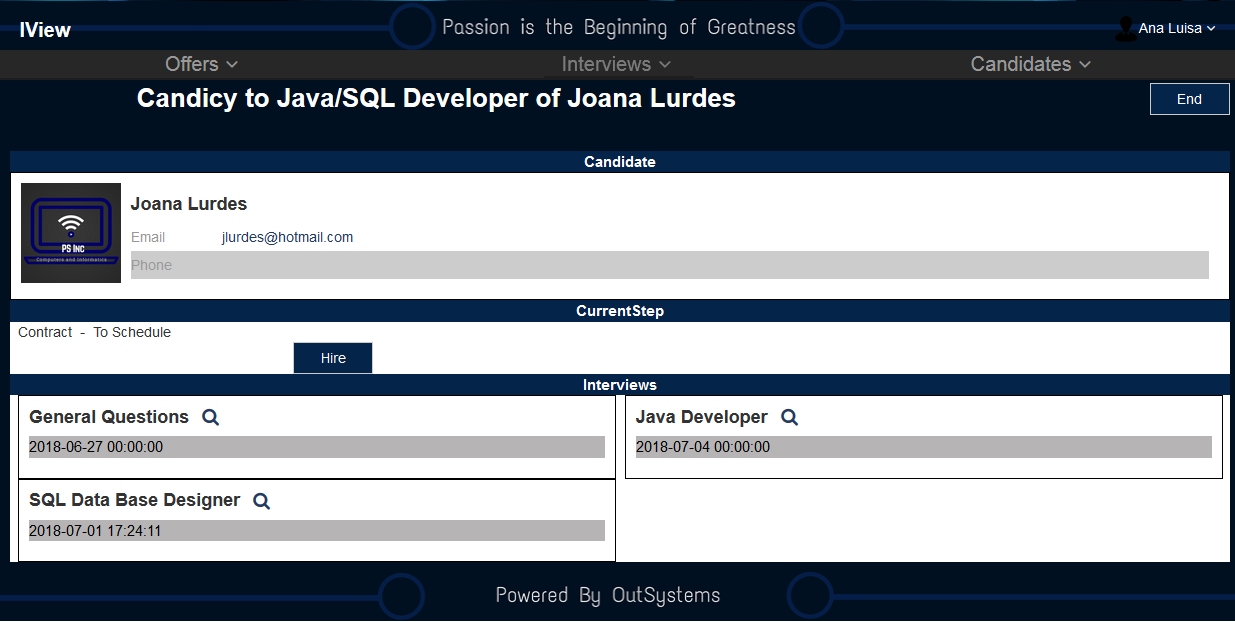 IView
Passion is the Beginning of Greatness
Ana Luisa
Offers
Interviews
Candidates
Candicy to Java/SQL Developer of Joana Lurdes
End
Candidate
PS INC
Computers and Informatics
Joana Lurdes
Email jlurdes@hotmail.com
Phone
CurrentStep
Contract - To Schedule
Hire
Interviews
General Questions
2018-06-27 00:00:00
Java Developer
2018-07-04 00:00:00
SQL Data Base Designer
2018-07-01 17:24:11
Powered By OutSystems